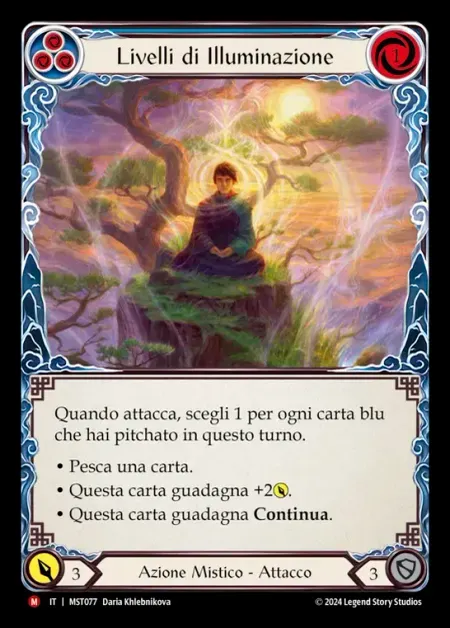 Livelli di Illuminazione
1
Quando attacca, scegli 1 per ogni carta blu
che hai pitchato in questo turno.
• Pesca una carta.
• Questa carta guadagna +2.
• Questa carta guadagna Continua.
3
Azione Mistico - Attacco
3
M IT | MST077 Daria Khlebnikova
© 2024 Legend Story Studios